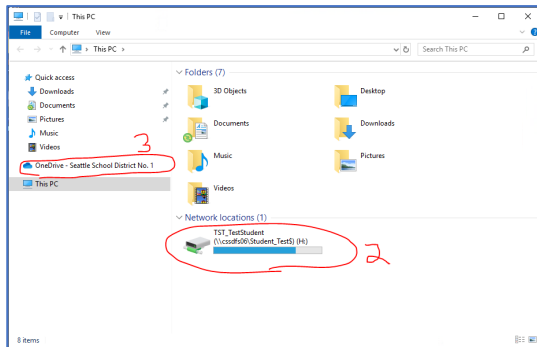 This PC
File Computer View
This PC
Search This PC
Quick access
Downloads
Documents
Pictures
Music
Videos
3
OneDrive - Seattle School District No. 1
This PC
Folders (7)
3D Objects
Desktop
Documents
Downloads
Music
Pictures
Videos
Network locations (1)
TST_TestStudent
(\\cssdfs06\Student_Test$) (H:)
2
8 items